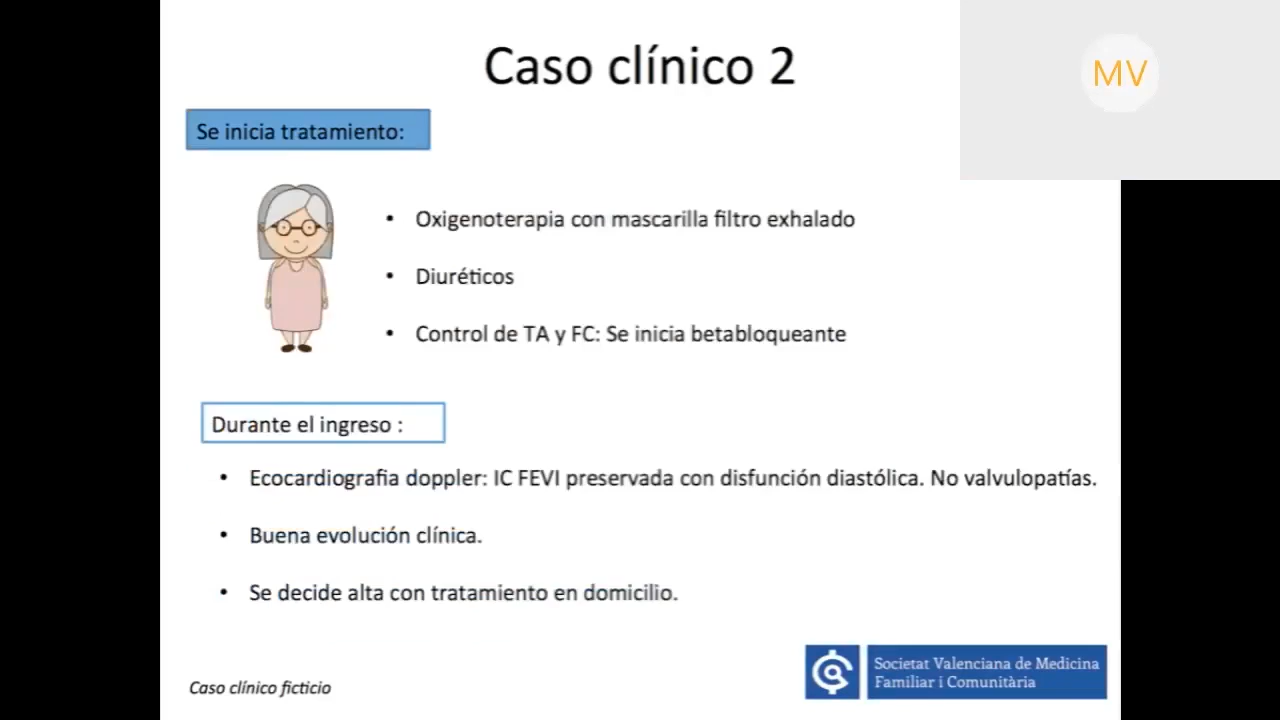 Caso clínico 2
MV
Se inicia tratamiento:
• Oxigenoterapia con mascarilla filtro exhalado
• Diuréticos
• Control de TA y FC: Se inicia betabloqueante
Durante el ingreso :
• Ecocardiografia doppler: IC FEVI preservada con disfunción diastólica. No valvulopatías.
• Buena evolución clínica.
• Se decide alta con tratamiento en domicilio.
Caso clínico ficticio
Societat Valenciana de Medicina
Familiar i Comunitària